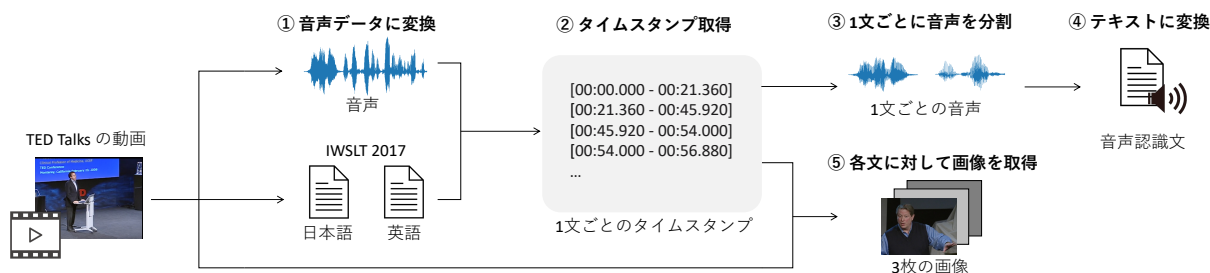 ① 音声データに変換
② タイムスタンプ取得
③ 1文ごとに音声を分割
④ テキストに変換
[00:00.000 - 00:21.360]
[00:21.360 - 00:45.920]
[00:45.920 - 00:54.000]
[00:54.000 - 00:56.880]
...
音声
1文ごとの音声
音声認識文
TED Talks の動画
IWSLT 2017
日本語
英語
1文ごとのタイムスタンプ
⑤ 各文に対して画像を取得
3枚の画像